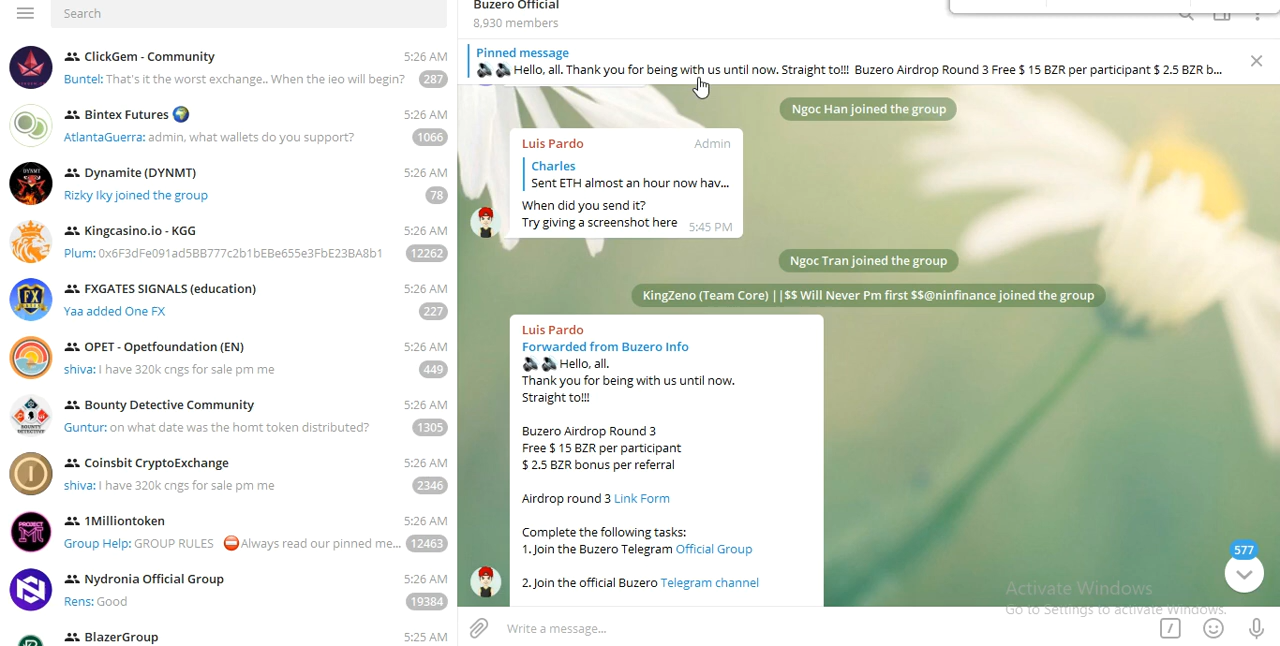 Search
ClickGem - Community 5:26 AM
Buntel: That's it the worst exchange.. When the ieo will begin? 287
Bintex Futures 5:26 AM
AtlantaGuerra: admin, what wallets do you support? 1066
Dynamite (DYNMT) 5:26 AM
Rizky Iky joined the group 78
Kingcasino.io - KGG 5:26 AM
Plum: 0x6F3dFe091ad5BB777c2b1bEBe655e3FbE23BA8b1 12262
FXGATES SIGNALS (education) 5:26 AM
Yaa added One FX 227
OPET - Opetfoundation (EN) 5:26 AM
shiva: I have 320k cngs for sale pm me 449
Bounty Detective Community 5:26 AM
Guntur: on what date was the homt token distributed? 1305
Coinsbit CryptoExchange 5:26 AM
shiva: I have 320k cngs for sale pm me 2346
1Milliontoken 5:26 AM
Group Help: GROUP RULES Always read our pinned me... 12463
Nydronia Official Group 5:26 AM
Rens: Good 19384
BlazerGroup 5:25 AM
Buzero Official
8,930 members
Pinned message
Hello, all. Thank you for being with us until now. Straight to!!! Buzero Airdrop Round 3 Free $ 15 BZR per participant $ 2.5 BZR b...
Ngoc Han joined the group
Luis Pardo Admin
Charles
Sent ETH almost an hour now hav...
When did you send it?
Try giving a screenshot here 5:45 PM
Ngoc Tran joined the group
KingZeno (Team Core) ||$$ Will Never Pm first $$@ninfinance joined the group
Luis Pardo
Forwarded from Buzero Info
Hello, all.
Thank you for being with us until now.
Straight to!!!
Buzero Airdrop Round 3
Free $ 15 BZR per participant
$ 2.5 BZR bonus per referral
Airdrop round 3 Link Form
Complete the following tasks:
1. Join the Buzero Telegram Official Group
2. Join the official Buzero Telegram channel
577
Activate Windows
Go to Settings to activate Windows.
Write a message...